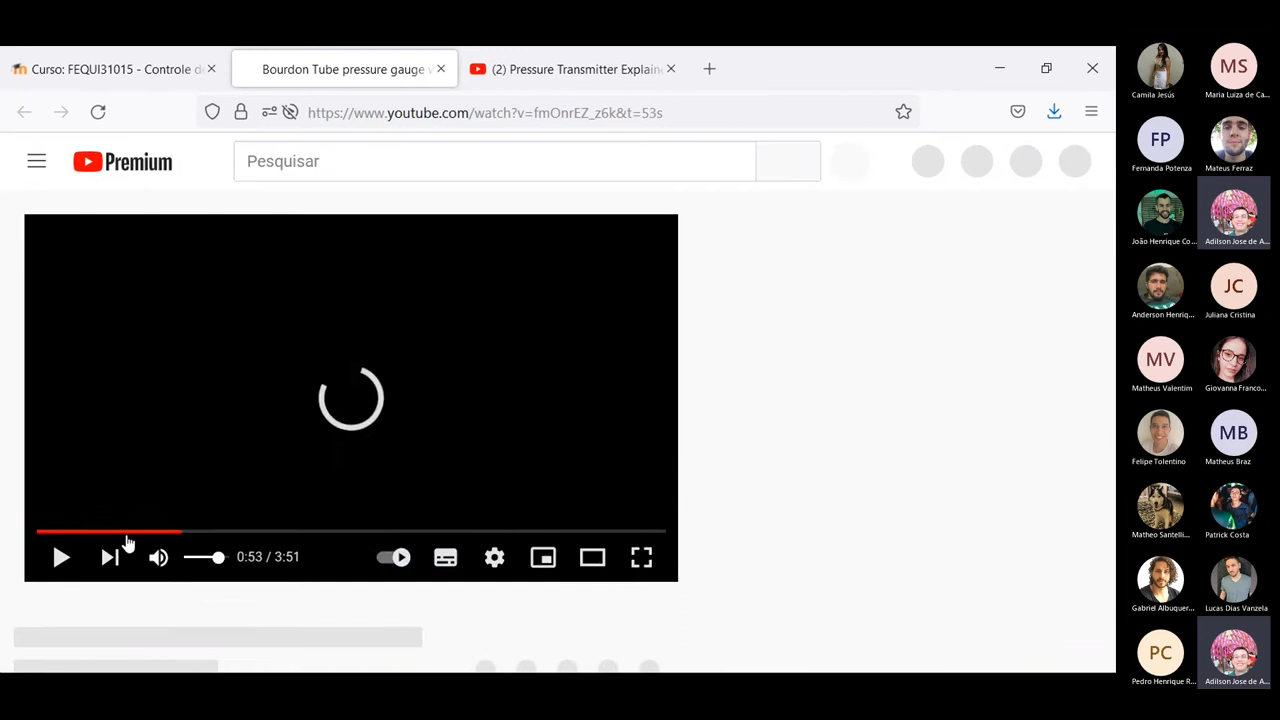 Curso: FEQUI31015 - Controle d
Bourdon Tube pressure gauge w
(2) Pressure Transmitter Explain
https://www.youtube.com/watch?v=fmOnrEZ_z6k&t=53s
Premium
Pesquisar
0:53 / 3:51
Camila Jesús
MS
Maria Luiza de Ca...
FP
Fernanda Potenza
Mateus Ferraz
João Henrique Co...
Adilson Jose de A...
Anderson Henriq...
JC
Juliana Cristina
MV
Matheus Valentim
Giovanna Franco...
Felipe Tolentino
MB
Matheus Braz
Matheo Santelli...
Patrick Costa
Gabriel Albuquer...
Lucas Dias Vanzela
PC
Pedro Henrique R...
Adilson Jose de A...